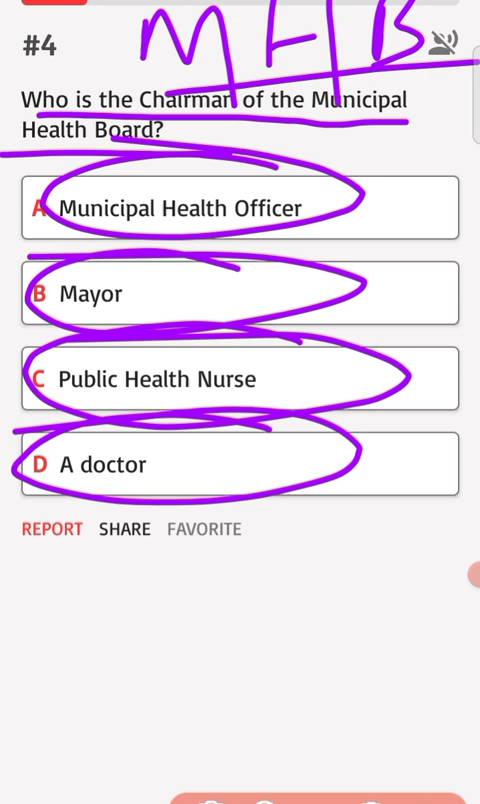 MHB
#4
Who is the Chairman of the Municipal
Health Board?
A Municipal Health Officer
B Mayor
C Public Health Nurse
D A doctor
REPORT SHARE FAVORITE